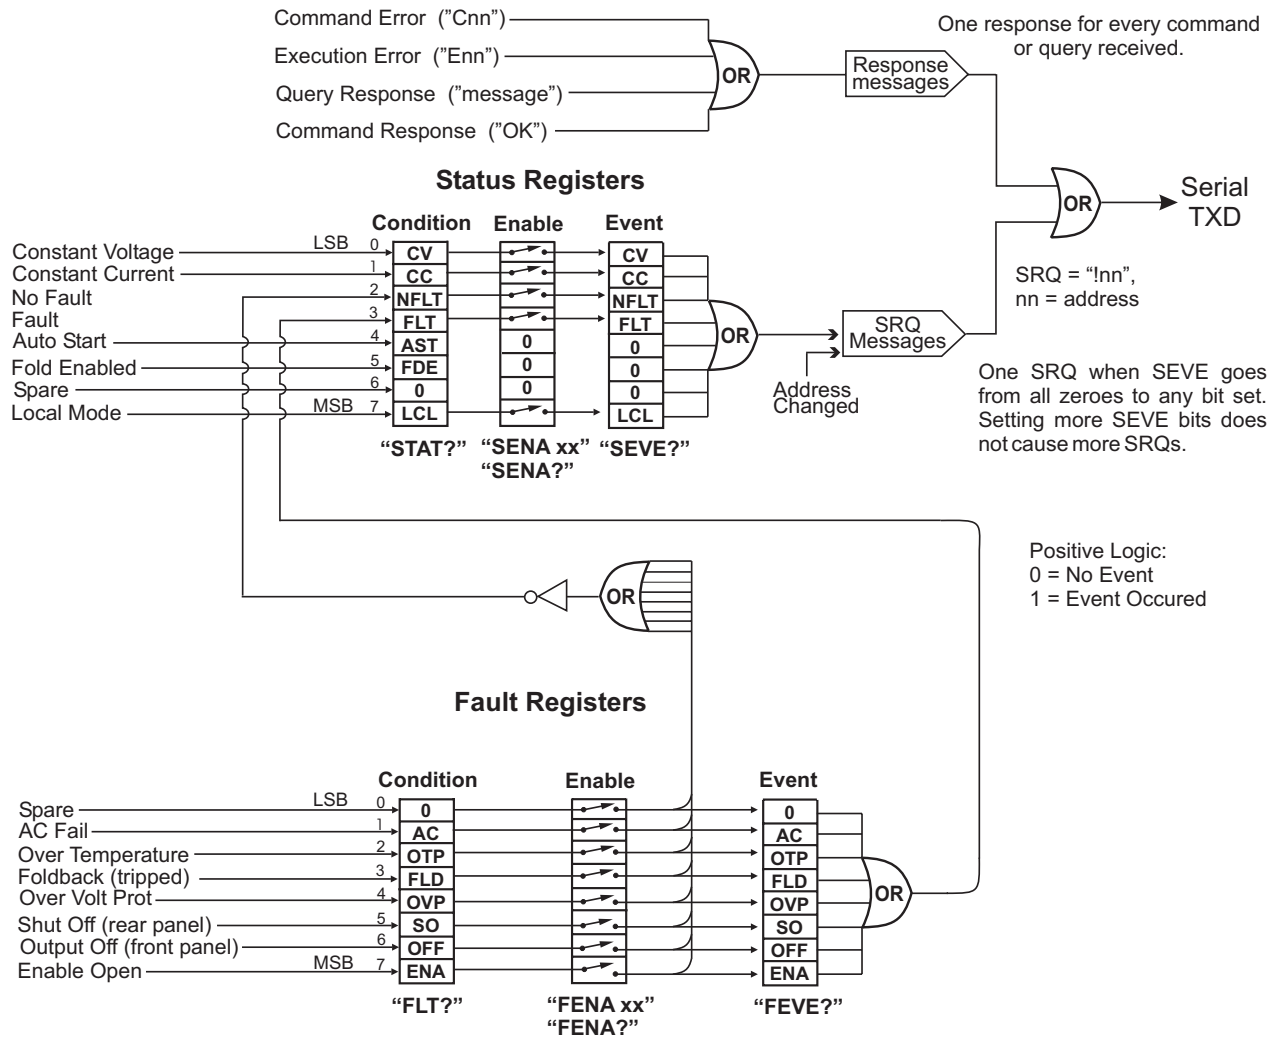 Command Error (”Cnn”)
Execution Error (”Enn”)
Query Response (”message”)
Command Response (”OK”)
OR
Response
messages
One response for every command
or query received.
OR
Serial
TXD
Status Registers
Condition
Enable
Event
Constant Voltage
LSB
0
CV
CV
Constant Current
1
CC
CC
No Fault
2
NFLT
NFLT
Fault
3
FLT
FLT
Auto Start
4
AST
0
0
Fold Enabled
5
FDE
0
0
Spare
6
0
0
0
Local Mode
MSB
7
LCL
LCL
“STAT?”
“SENA xx”
“SENA?”
“SEVE?”
OR
SRQ
Messages
Address
Changed
SRQ = “!nn”,
nn = address
One SRQ when SEVE goes
from all zeroes to any bit set.
Setting more SEVE bits does
not cause more SRQs.
Positive Logic:
0 = No Event
1 = Event Occured
OR
Fault Registers
Condition
Enable
Event
Spare
LSB
0
0
0
AC Fail
1
AC
AC
Over Temperature
2
OTP
OTP
Foldback (tripped)
3
FLD
FLD
Over Volt Prot
4
OVP
OVP
Shut Off (rear panel)
5
SO
SO
Output Off (front panel)
6
OFF
OFF
Enable Open
MSB
7
ENA
ENA
OR
“FLT?”
“FENA xx”
“FENA?”
“FEVE?”